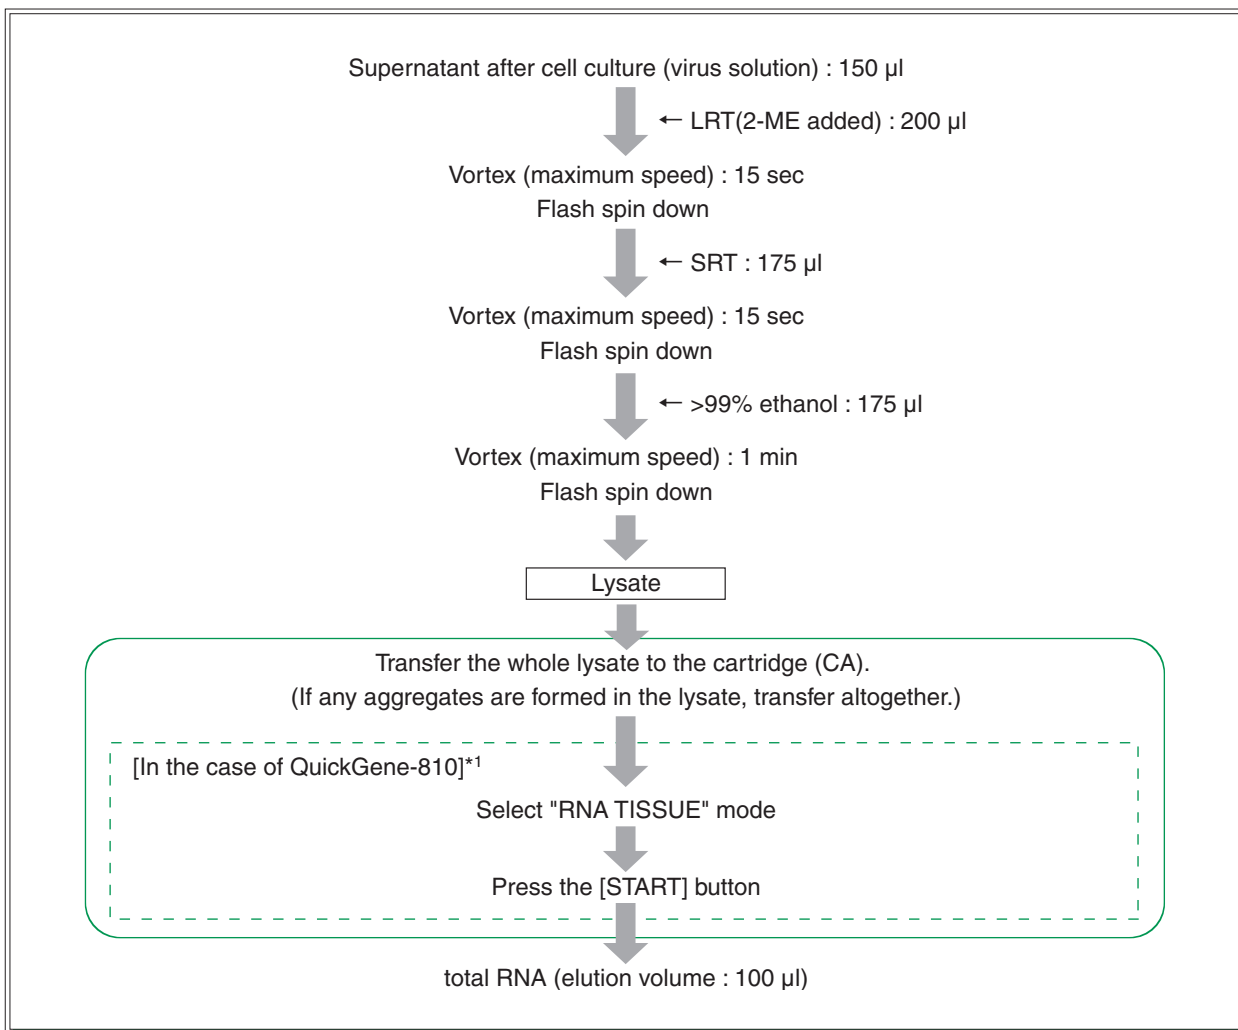 Supernatant after cell culture (virus solution) : 150 µl
← LRT(2-ME added) : 200 µl
Vortex (maximum speed) : 15 sec
Flash spin down
← SRT : 175 µl
Vortex (maximum speed) : 15 sec
Flash spin down
← >99% ethanol : 175 µl
Vortex (maximum speed) : 1 min
Flash spin down
Lysate
Transfer the whole lysate to the cartridge (CA).
(If any aggregates are formed in the lysate, transfer altogether.)
[In the case of QuickGene-810]*1
Select "RNA TISSUE" mode
Press the [START] button
total RNA (elution volume : 100 µl)